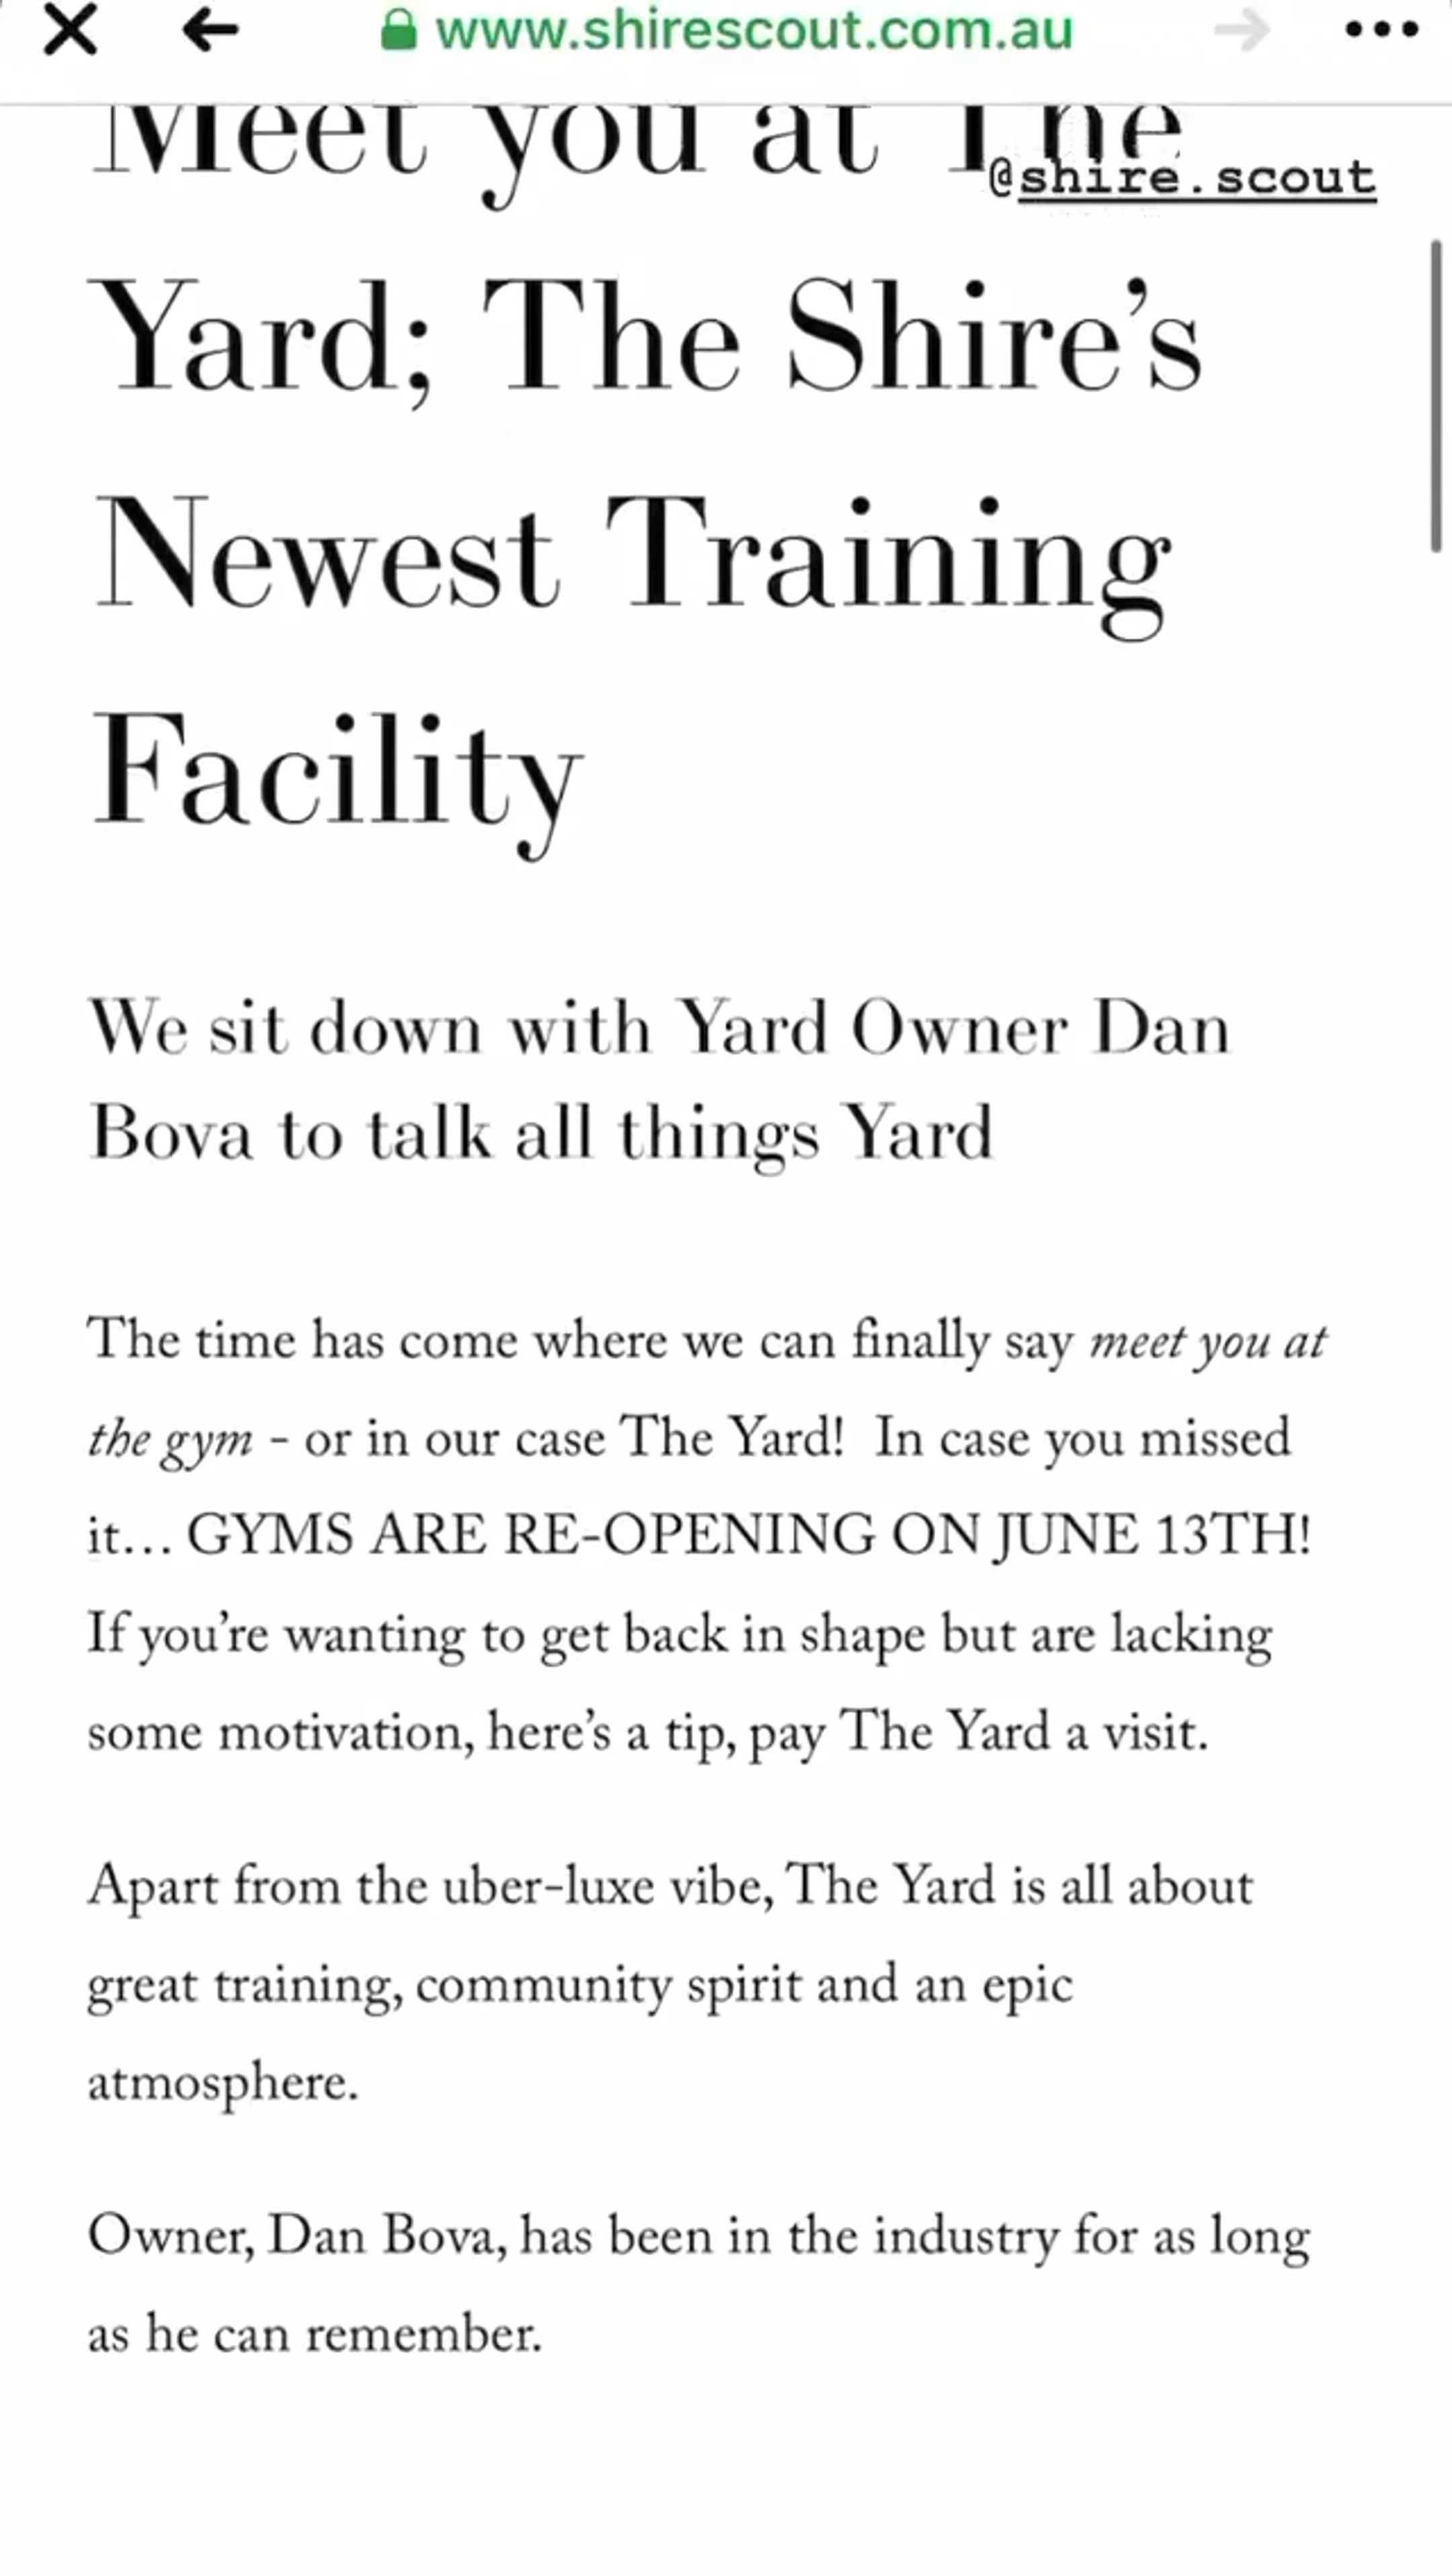 www.shirescout.com.au
Meet you at The
@shire.scout
Yard; The Shire’s
Newest Training
Facility
We sit down with Yard Owner Dan
Bova to talk all things Yard
The time has come where we can finally say meet you at
the gym - or in our case The Yard! In case you missed
it... GYMS ARE RE-OPENING ON JUNE 13TH!
If you’re wanting to get back in shape but are lacking
some motivation, here’s a tip, pay The Yard a visit.
Apart from the uber-luxe vibe, The Yard is all about
great training, community spirit and an epic
atmosphere.
Owner, Dan Bova, has been in the industry for as long
as he can remember.